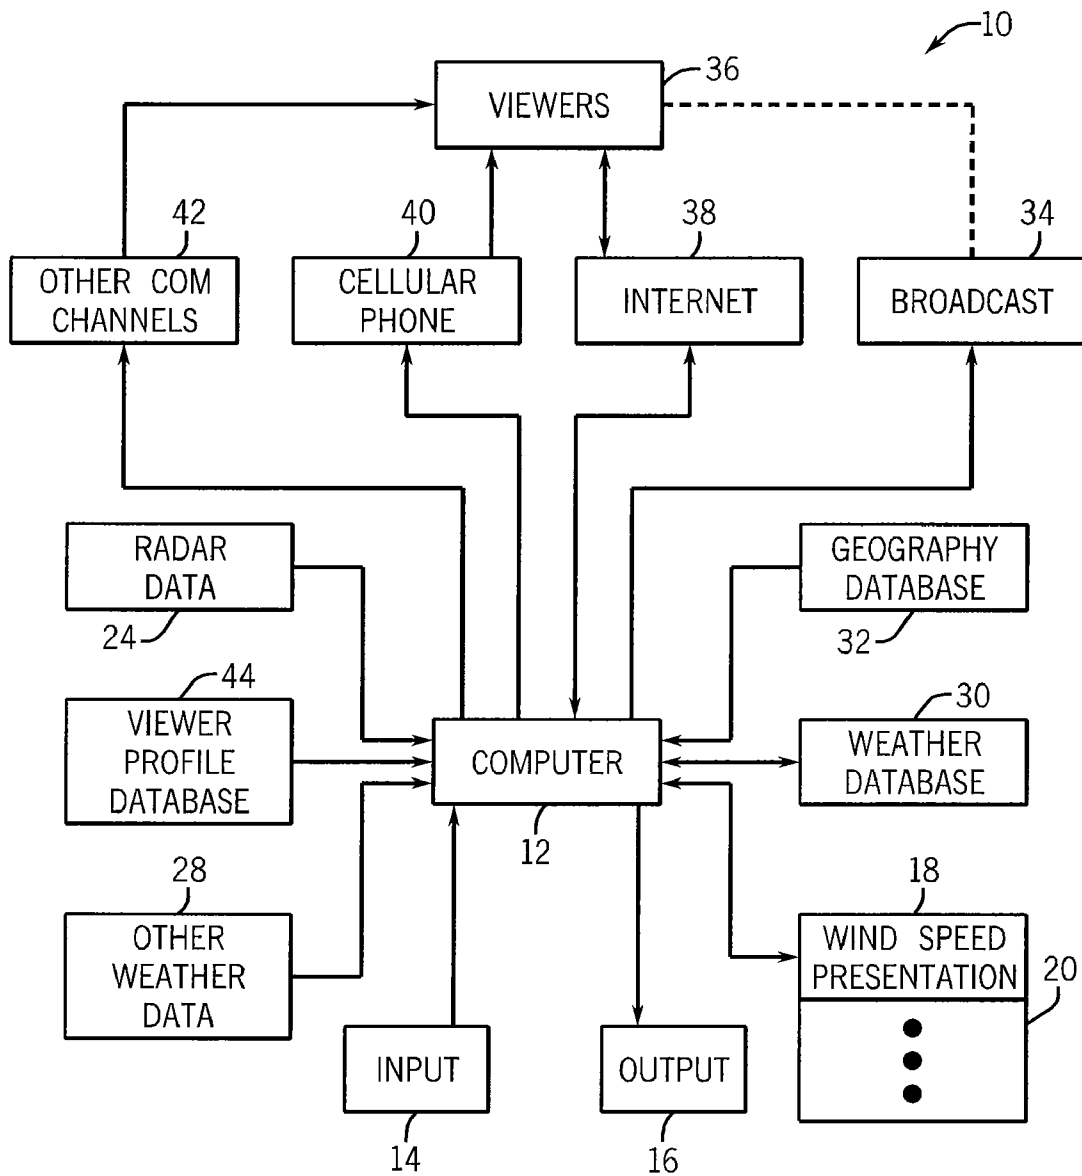 10
36
VIEWERS
42
40
38
34
OTHER COM
CHANNELS
CELLULAR
PHONE
INTERNET
BROADCAST
RADAR
DATA
24
GEOGRAPHY
DATABASE
32
44
VIEWER
PROFILE
DATABASE
COMPUTER
12
30
WEATHER
DATABASE
28
OTHER
WEATHER
DATA
18
WIND SPEED
PRESENTATION
20
INPUT
14
OUTPUT
16